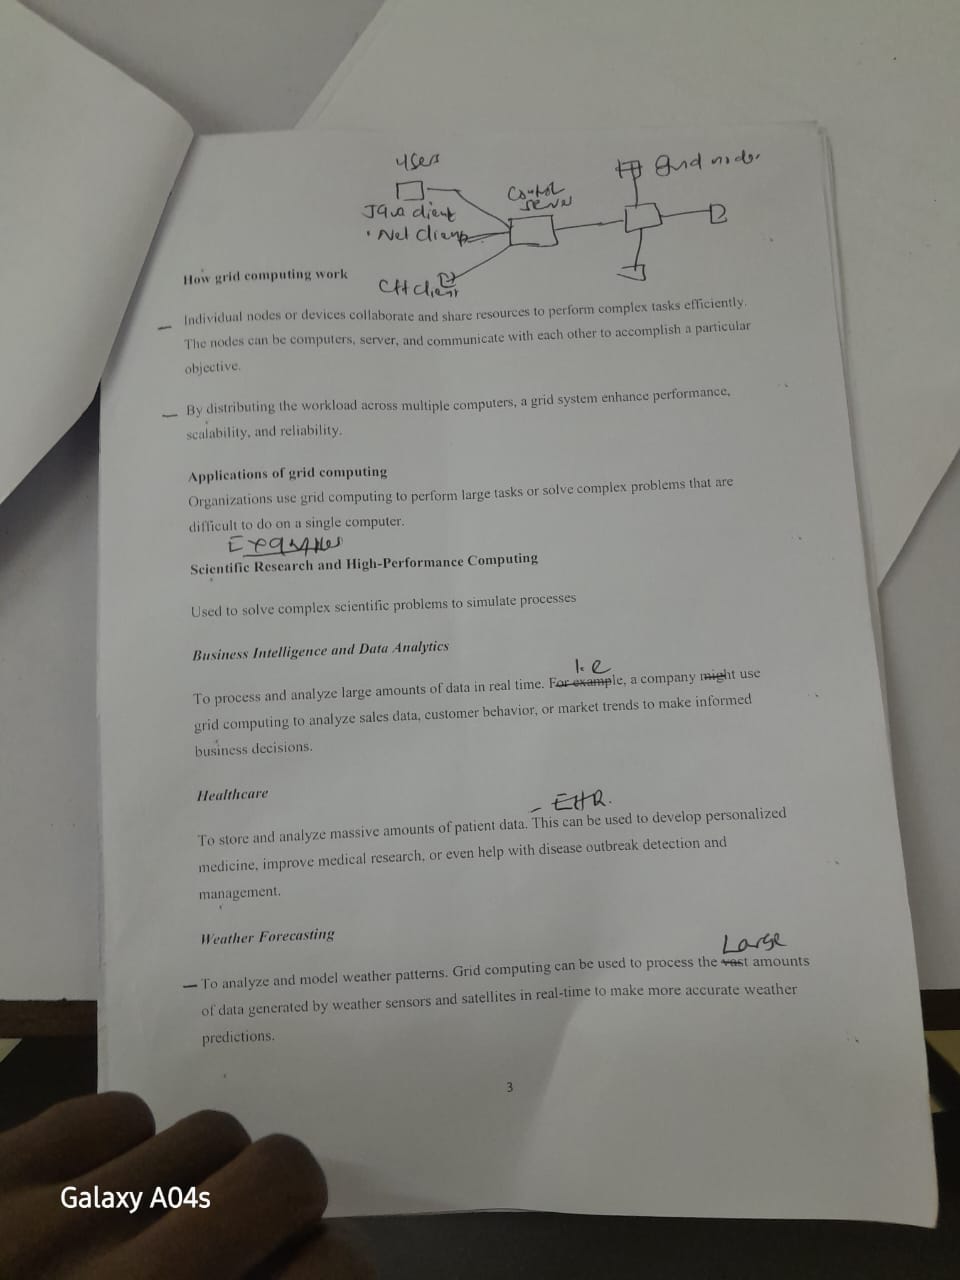 users
Grid nodes
Control
server
Java client
.Net client
C++ client
How grid computing work
Individual nodes or devices collaborate and share resources to perform complex tasks efficiently.
The nodes can be computers, server, and communicate with each other to accomplish a particular
objective.
By distributing the workload across multiple computers, a grid system enhance performance,
scalability, and reliability.
Applications of grid computing
Organizations use grid computing to perform large tasks or solve complex problems that are
difficult to do on a single computer.
Examples
Scientific Research and High-Performance Computing
Used to solve complex scientific problems to simulate processes
Business Intelligence and Data Analytics
i.e
To process and analyze large amounts of data in real time. For example, a company might use
grid computing to analyze sales data, customer behavior, or market trends to make informed
business decisions.
Healthcare
- EHR.
To store and analyze massive amounts of patient data. This can be used to develop personalized
medicine, improve medical research, or even help with disease outbreak detection and
management.
Weather Forecasting
Large
To analyze and model weather patterns. Grid computing can be used to process the vast amounts
of data generated by weather sensors and satellites in real-time to make more accurate weather
predictions.
3
Galaxy A04s